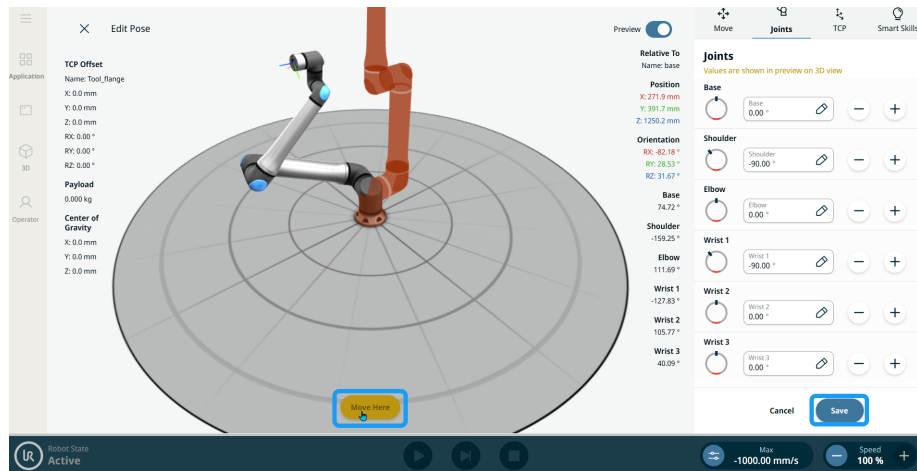 Application
3D
Operator
Edit Pose
Preview
TCP Offset
Name: Tool_flange
X: 0.0 mm
Y: 0.0 mm
Z: 0.0 mm
RX: 0.00 °
RY: 0.00 °
RZ: 0.00 °
Payload
0.000 kg
Center of
Gravity
X: 0.0 mm
Y: 0.0 mm
Z: 0.0 mm
Relative To
Name: base
Position
X: 271.9 mm
Y: 391.7 mm
Z: 1250.2 mm
Orientation
RX: -82.18 °
RY: 28.53 °
RZ: 31.67 °
Base
74.72 °
Shoulder
-159.25 °
Elbow
111.69 °
Wrist 1
-127.83 °
Wrist 2
105.77 °
Wrist 3
40.09 °
Move Here
Move
Joints
TCP
Smart Skills
Joints
Values are shown in preview on 3D view
Base
Base
0.00 °
Shoulder
Shoulder
-90.00 °
Elbow
Elbow
0.00 °
Wrist 1
Wrist 1
-90.00 °
Wrist 2
Wrist 2
0.00 °
Wrist 3
Wrist 3
0.00 °
Cancel
Save
UR
Robot State
Active
Max
-1000.00 mm/s
Speed
100 %